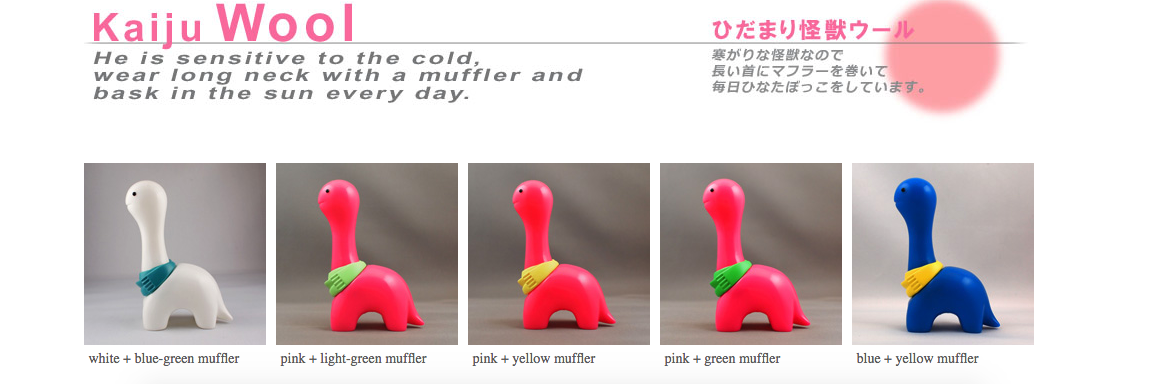 Kaiju Wool
He is sensitive to the cold,
wear long neck with a muffler and
bask in the sun every day.
ひだまり怪獣ウール
寒がりな怪獣なので
長い首にマフラーを巻いて
毎日ひなたぼっこをしています。
white + blue-green muffler
pink + light-green muffler
pink + yellow muffler
pink + green muffler
blue + yellow muffler